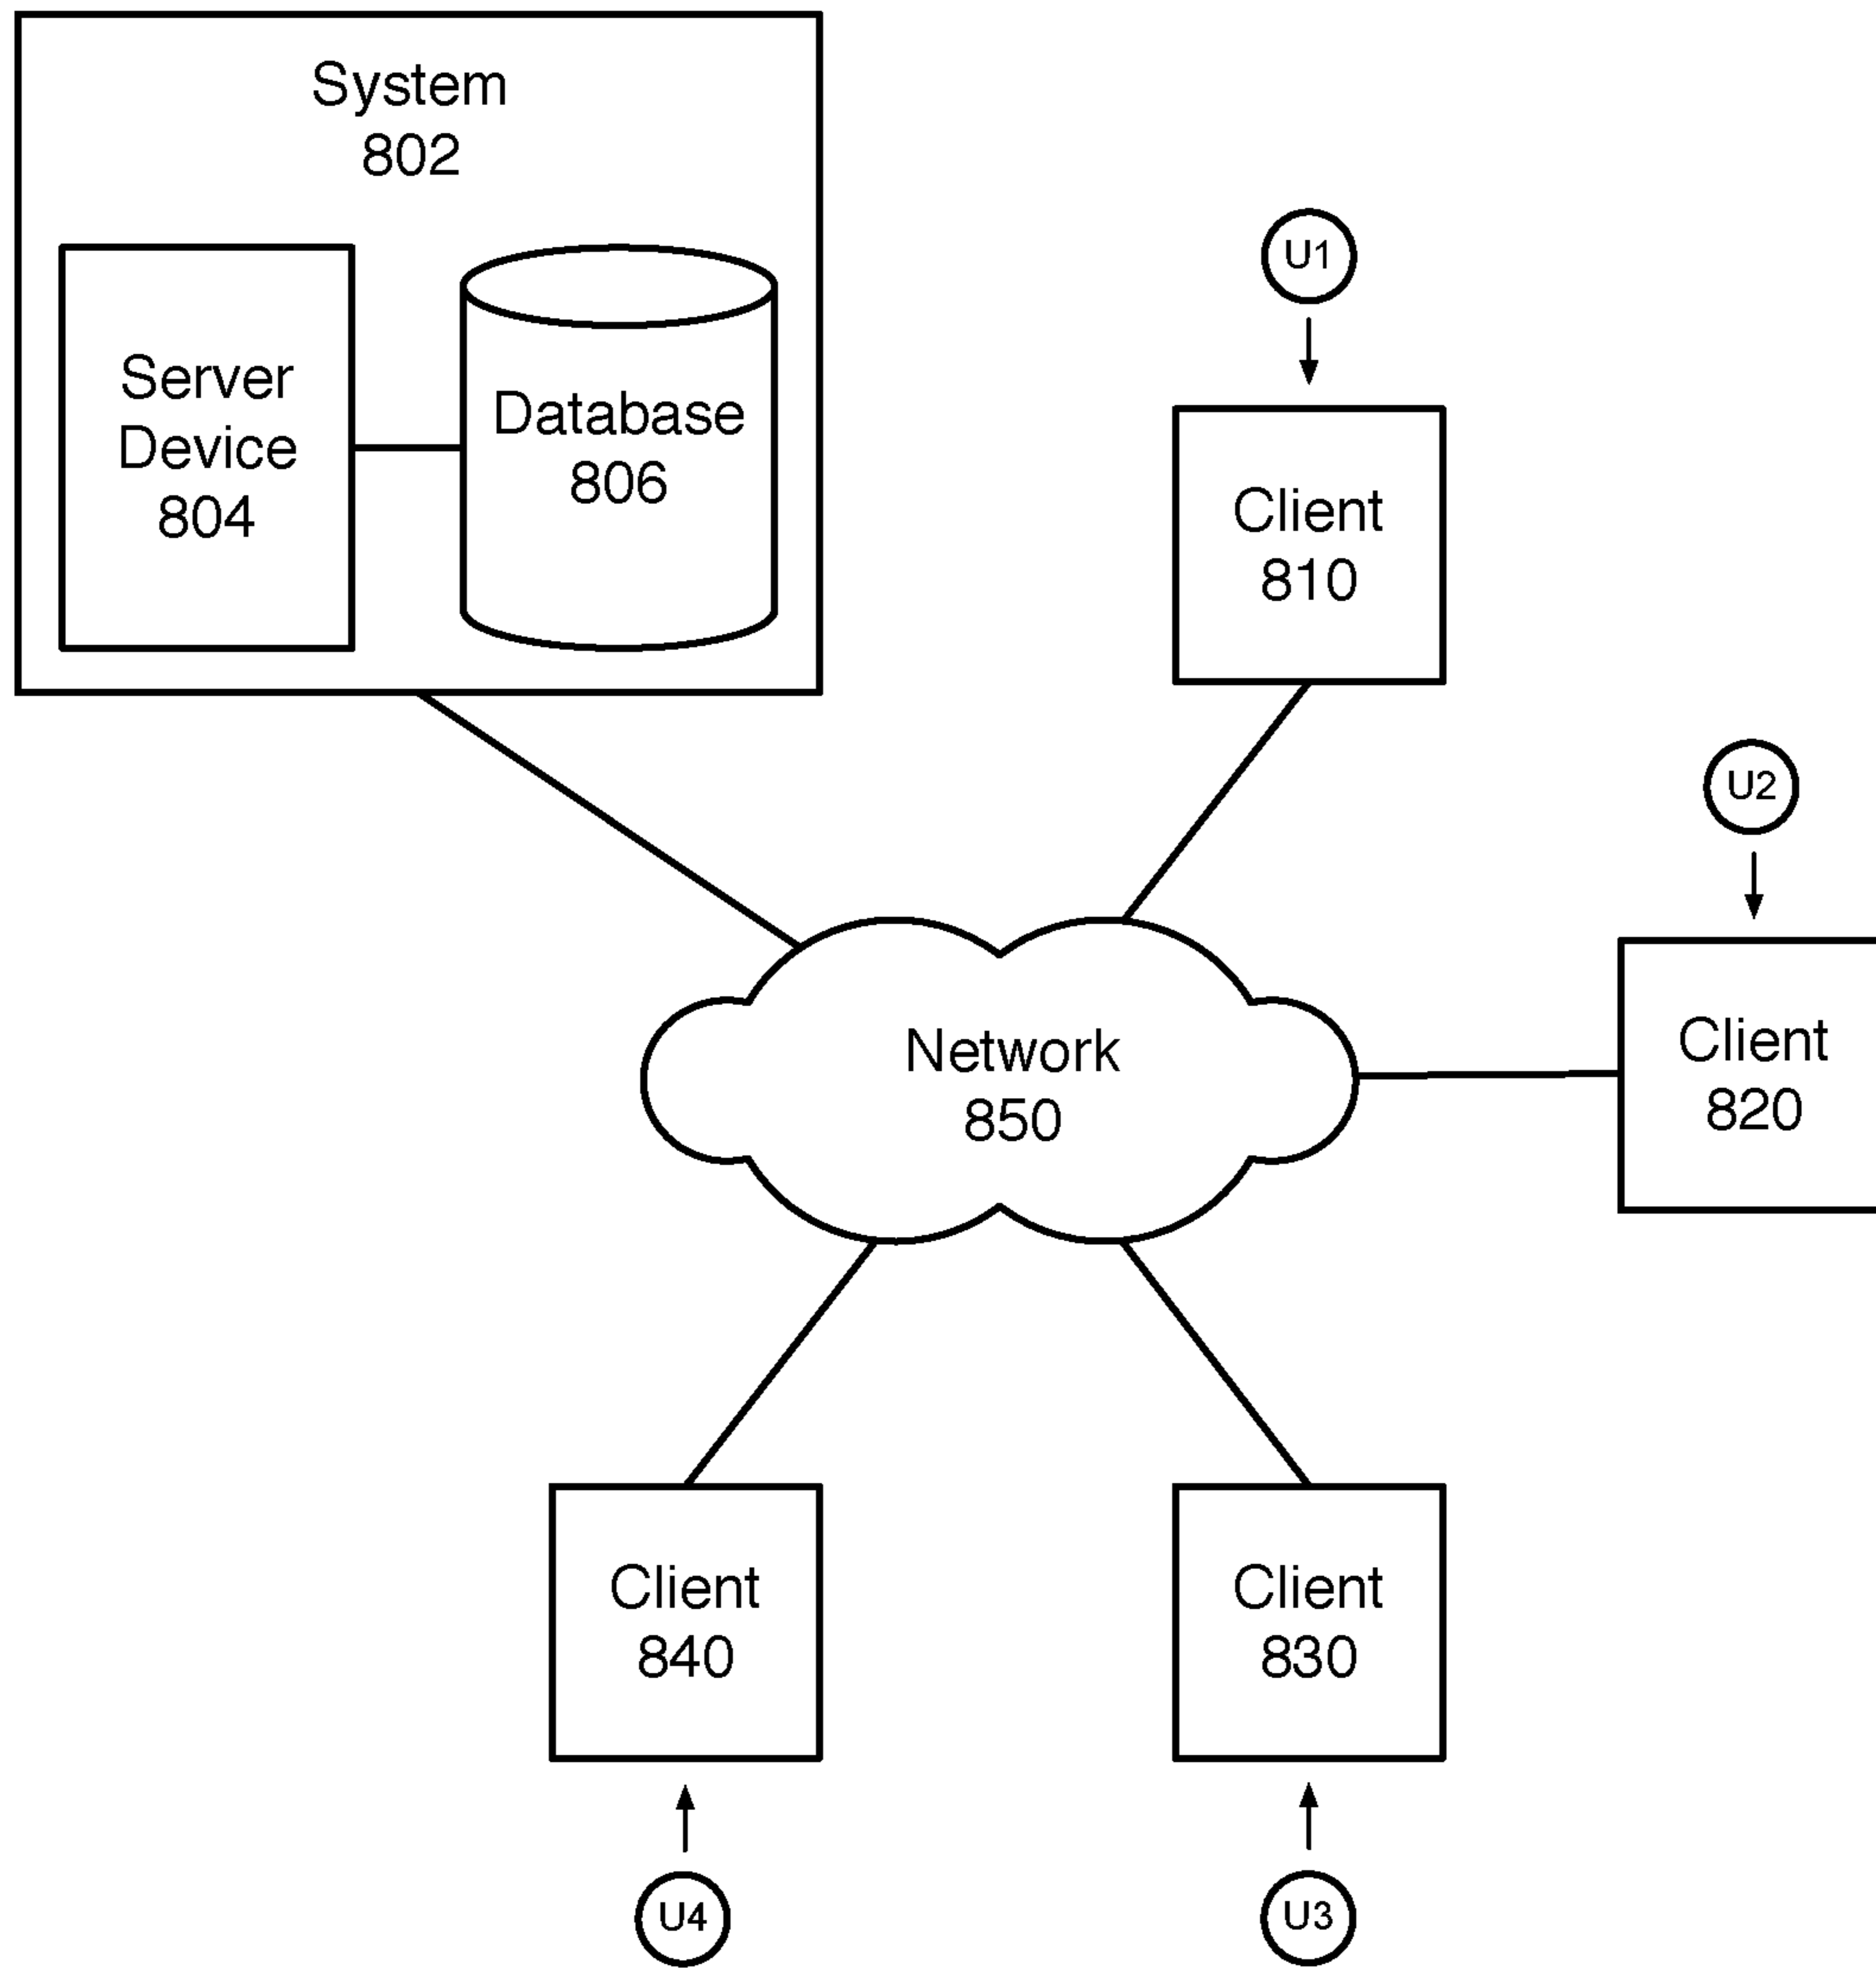 System
802
Server
Device
804
Database
806
U1
Client
810
U2
Client
820
Network
850
Client
840
Client
830
U4
U3